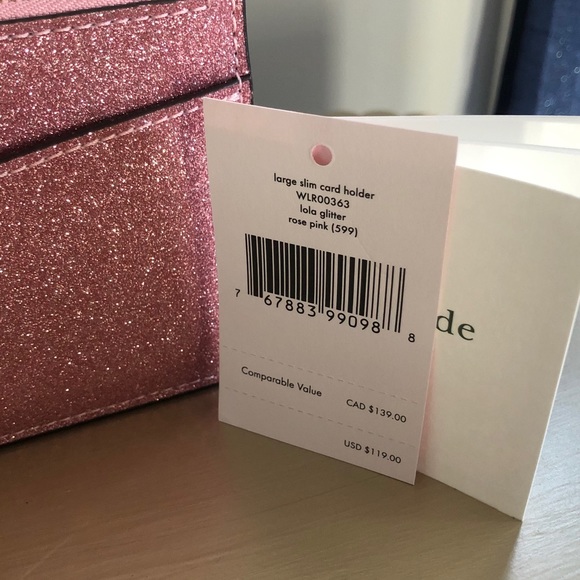 large slim card holder
WLR00363
lola glitter
rose pink (599)
7 67883 99098 8
Comparable Value CAD $139.00
USD $119.00
de